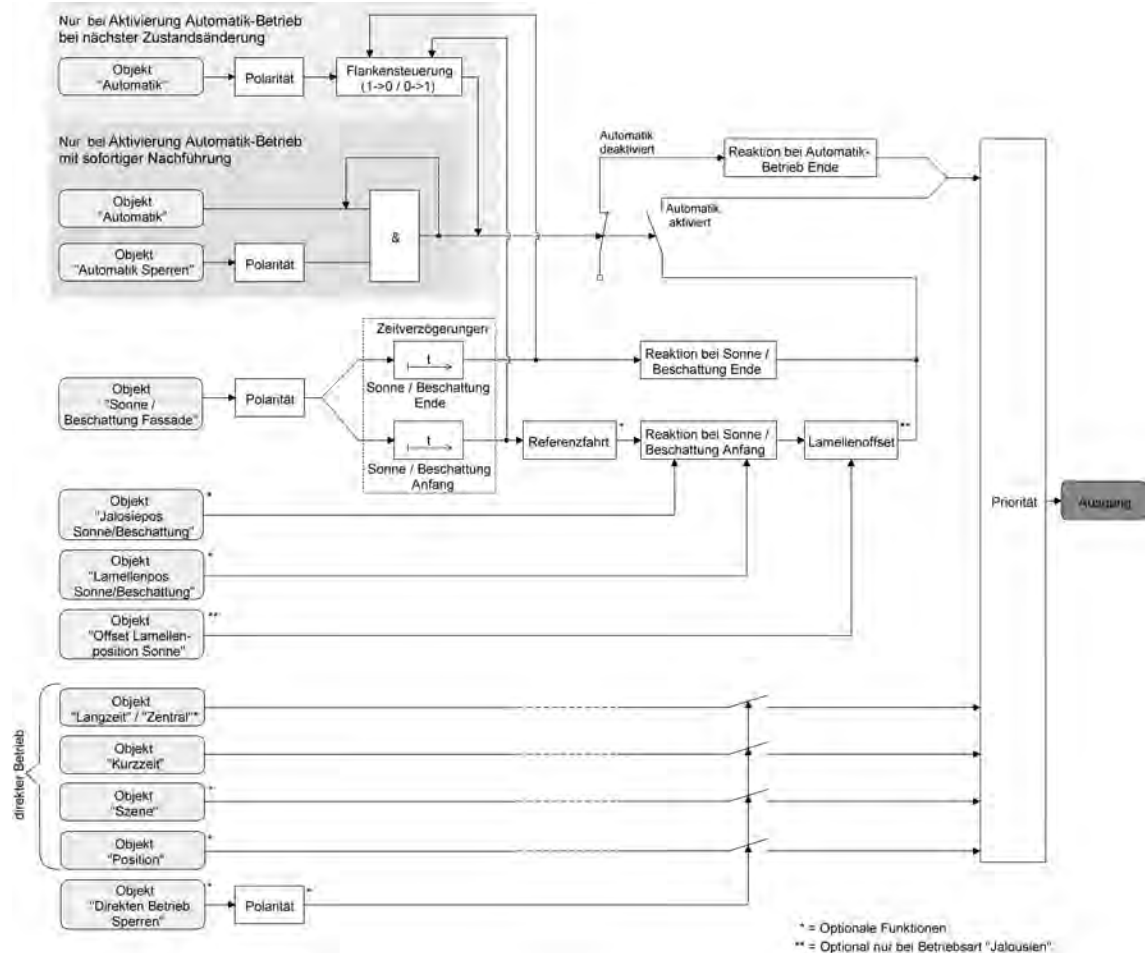 Nur bei Aktivierung Automatik-Betrieb
bei nächster Zustandsänderung
Objekt
"Automatik"
Polarität
Flankensteuerung
(1->0 / 0->1)
Nur bei Aktivierung Automatik-Betrieb
mit sofortiger Nachführung
Objekt
"Automatik"
Objekt
"Automatik Sperren"
Polarität
&
Automatik
deaktiviert
Reaktion bei Automatik-
Betrieb Ende
Automatik
aktiviert
Zeitverzögerungen
t
Sonne / Beschattung
Ende
Reaktion bei Sonne /
Beschattung Ende
Objekt
"Sonne /
Beschattung Fassade"
Polarität
t
Sonne / Beschattung
Anfang
Referenzfahrt
*
Reaktion bei Sonne /
Beschattung Anfang
Lamellenoffset
**
Objekt
"Jalosiepos
Sonne/Beschattung"
*
Objekt
"Lamellenpos
Sonne/Beschattung"
*
Objekt
"Offset Lamellen-
position Sonne"
**
Priorität
Ausgang
direkter Betrieb
Objekt
"Langzeit" / "Zentral"*
Objekt
"Kurzzeit"
Objekt
"Szene"
*
Objekt
"Position"
*
Objekt
"Direkten Betrieb
Sperren"
*
Polarität
*
* = Optionale Funktionen
** = Optional nur bei Betriebsart "Jalousien".